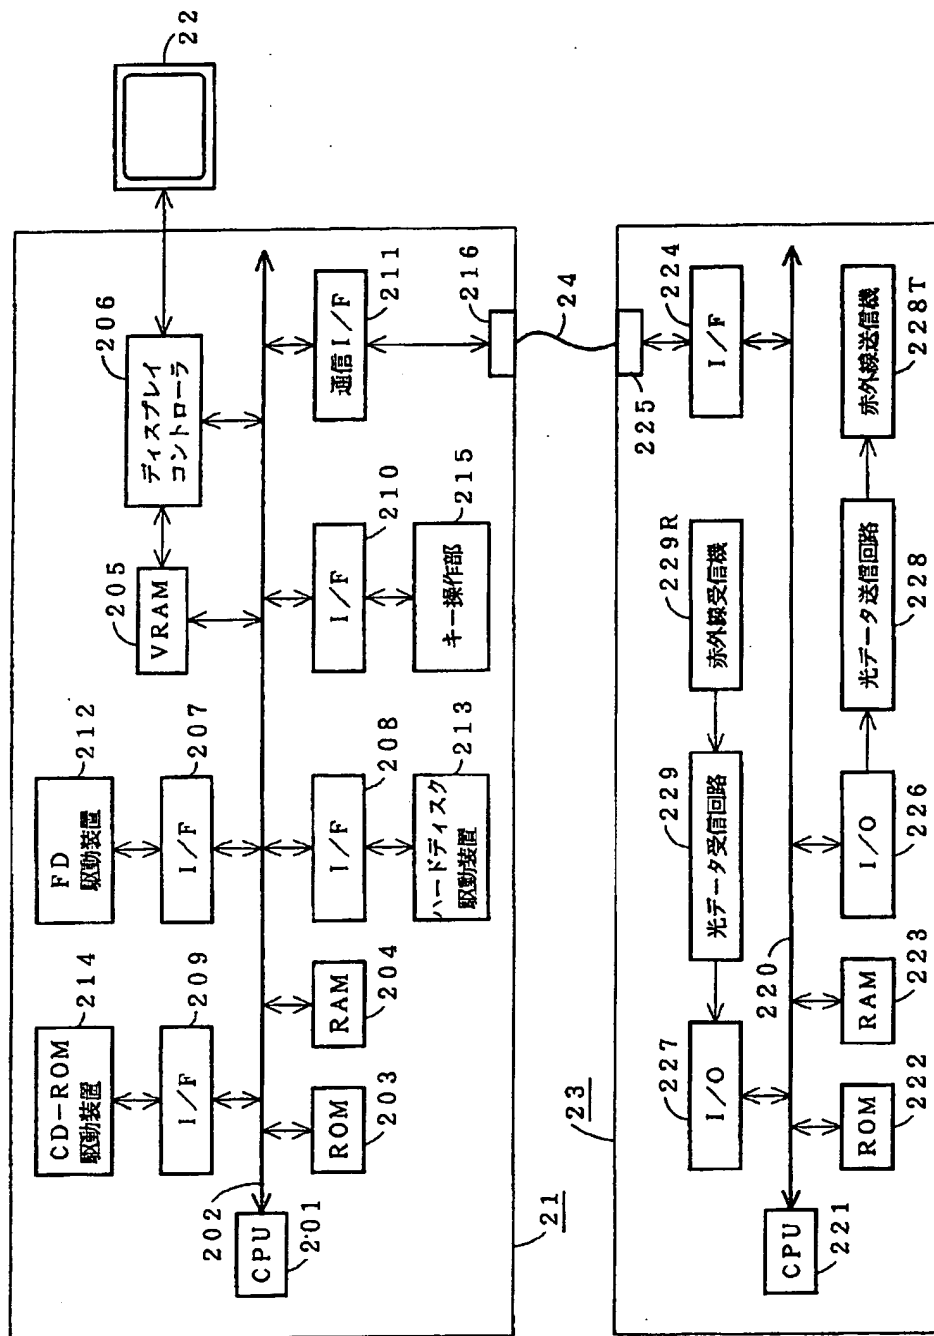 22
206
ディスプレイ
コントローラ
205
VRAM
212
FD
駆動装置
214
CD-ROM
駆動装置
207
I/F
209
I/F
202
CPU
201
ROM
203
RAM
204
I/F
208
ハードディスク
駆動装置
213
I/F
210
キー操作部
215
通信I/F
211
216
21
24
23
225
I/F
224
赤外線受信機
229R
光データ受信回路
229
I/O
227
220
CPU
221
ROM
222
RAM
223
I/O
226
光データ送信回路
228
赤外線送信機
228T